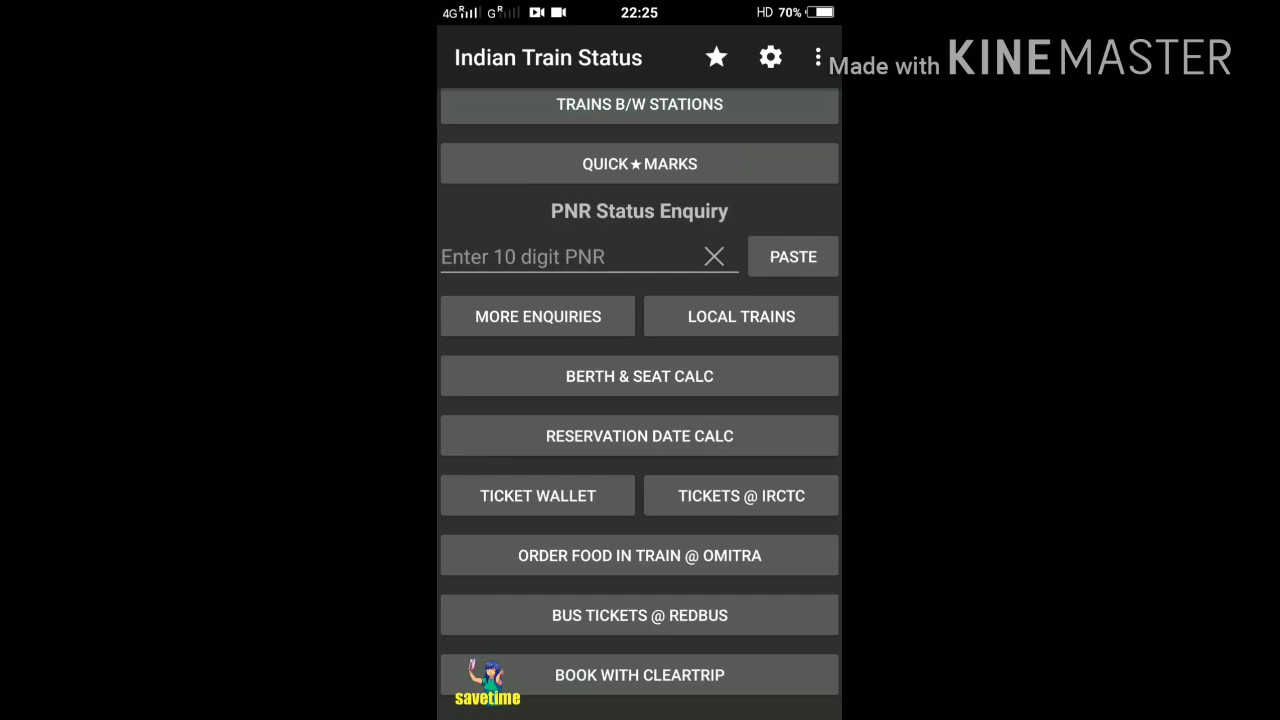 4G R G R 22:25 HD 70%
Indian Train Status
Made with KINEMASTER
TRAINS B/W STATIONS
QUICK★MARKS
PNR Status Enquiry
Enter 10 digit PNR PASTE
MORE ENQUIRIES LOCAL TRAINS
BERTH & SEAT CALC
RESERVATION DATE CALC
TICKET WALLET TICKETS @ IRCTC
ORDER FOOD IN TRAIN @ OMITRA
BUS TICKETS @ REDBUS
BOOK WITH CLEARTRIP
savetime